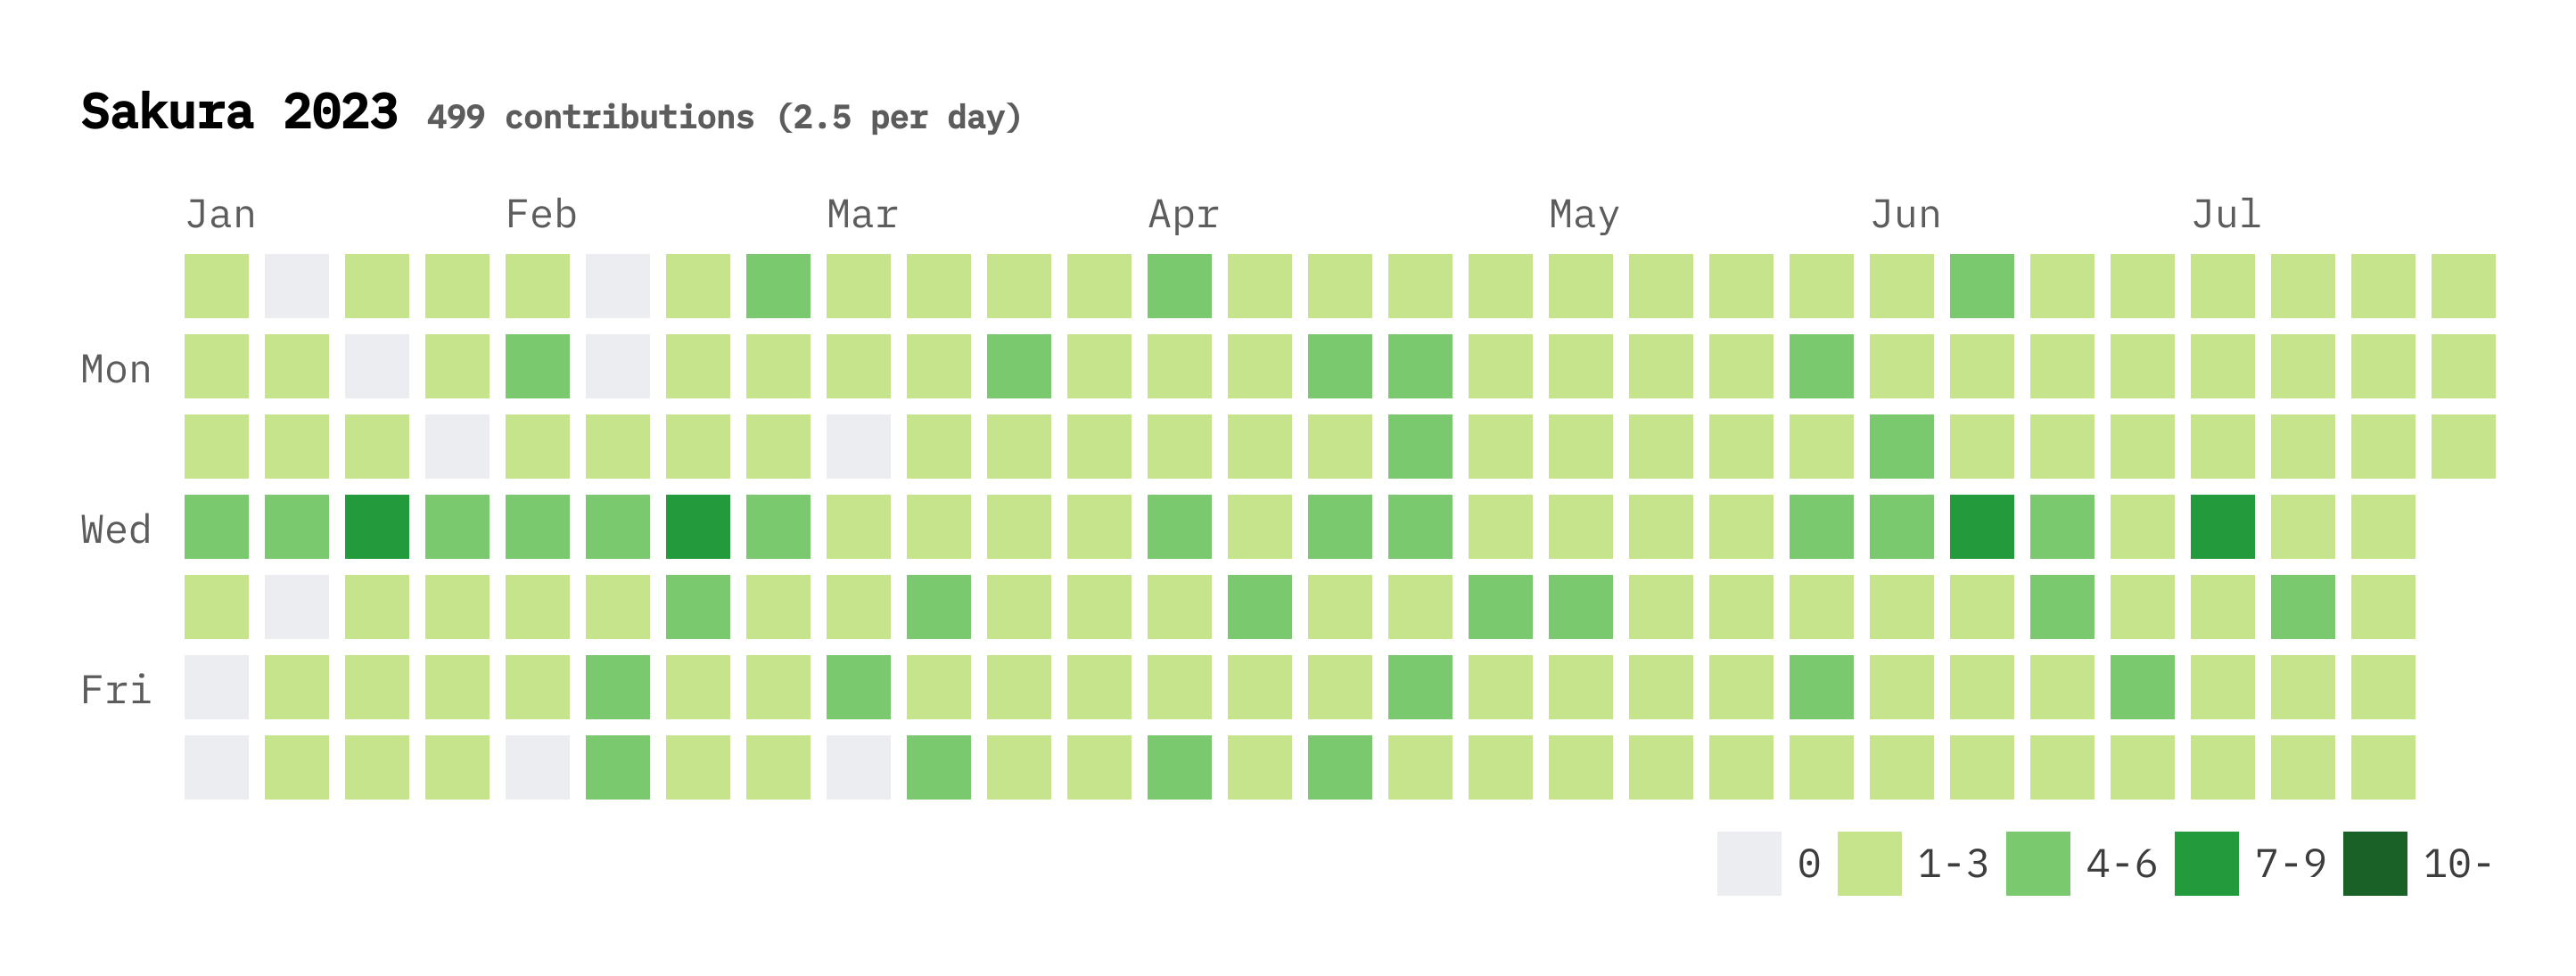 Sakura 2023 499 contributions (2.5 per day)
Jan Feb Mar Apr May Jun Jul
Mon
Wed
Fri
0 1-3 4-6 7-9 10-